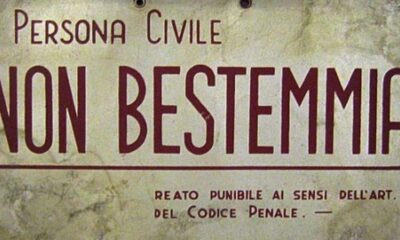 PERSONA CIVILE
NON BESTEMMIA
REATO PUNIBILE AI SENSI DELL'ART.
DEL CODICE PENALE. —